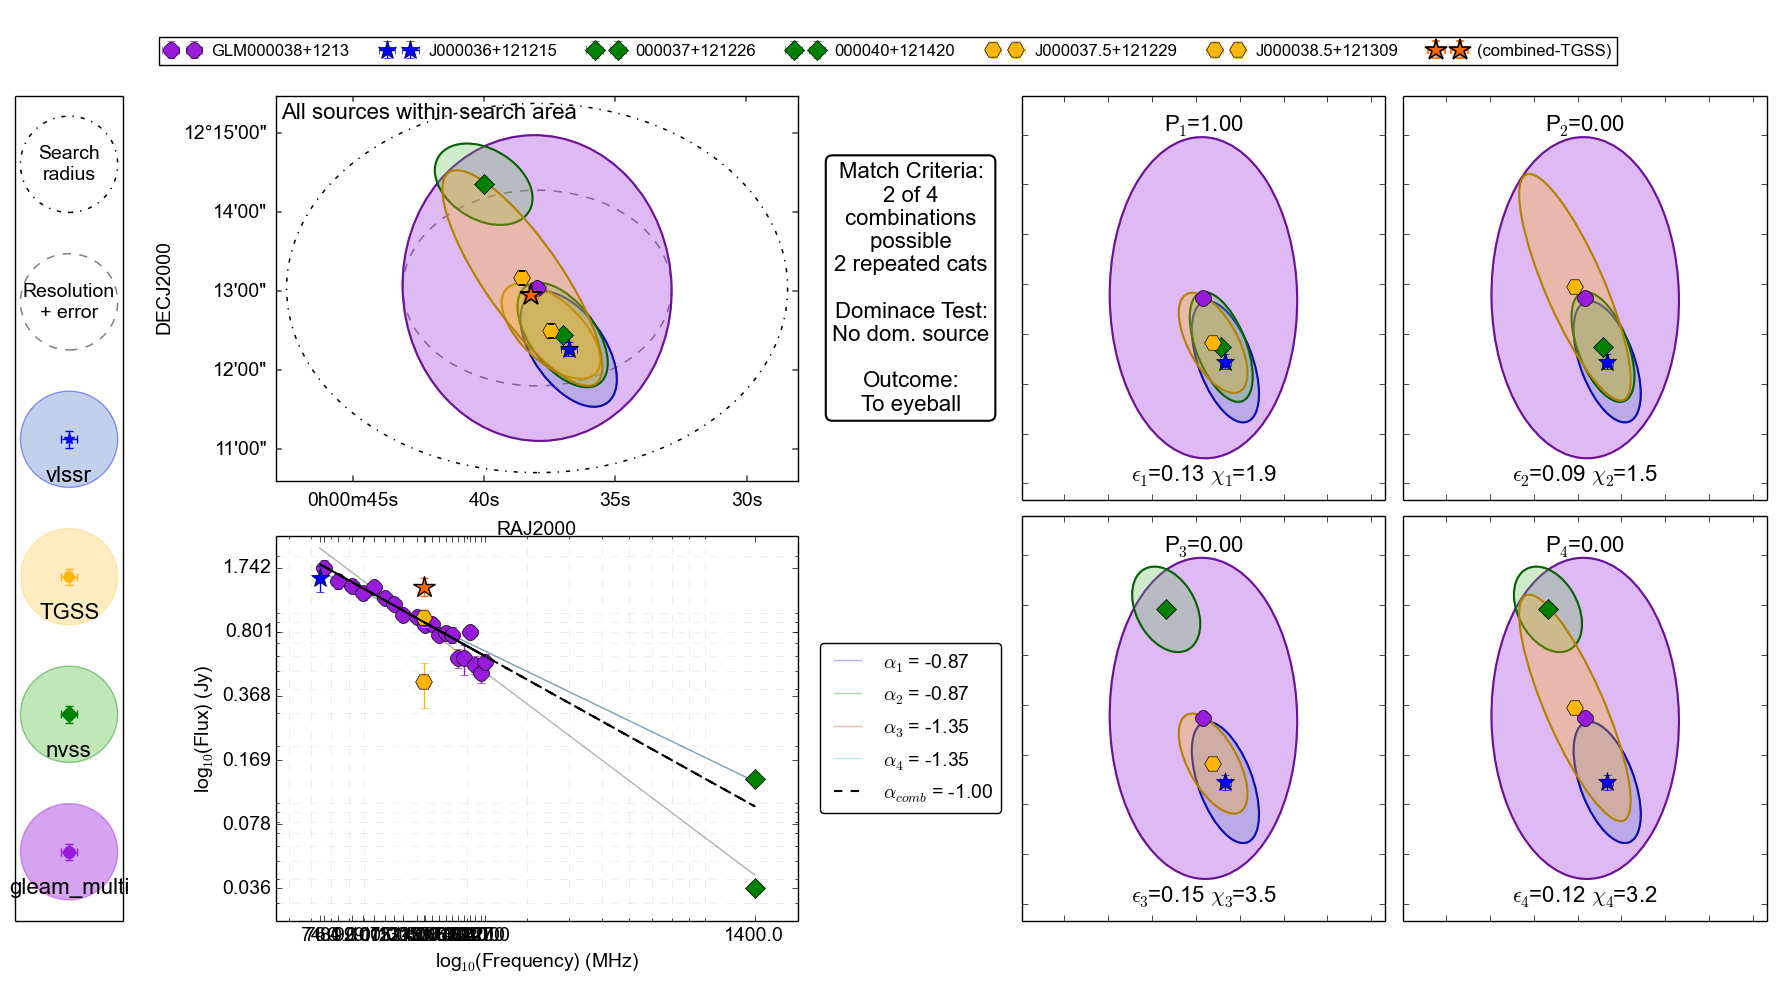 GLM000038+1213 J000036+121215 000037+121226 000040+121420 J000037.5+121229 J000038.5+121309 (combined-TGSS)
Search
radius
Resolution
+ error
vlssr
TGSS
nvss
gleam_multi
All sources within search area
DECJ2000
12°15'00"
14'00"
13'00"
12'00"
11'00"
0h00m45s 40s 35s 30s
RAJ2000
Match Criteria:
2 of 4
combinations
possible
2 repeated cats
Dominace Test:
No dom. source
Outcome:
To eyeball
P1=1.00
ϵ1=0.13 χ1=1.9
P2=0.00
ϵ2=0.09 χ2=1.5
P3=0.00
ϵ3=0.15 χ3=3.5
P4=0.00
ϵ4=0.12 χ4=3.2
log10(Flux) (Jy)
1.742
0.801
0.368
0.169
0.078
0.036
1400.0
log10(Frequency) (MHz)
α1 = -0.87
α2 = -0.87
α3 = -1.35
α4 = -1.35
αcomb = -1.00